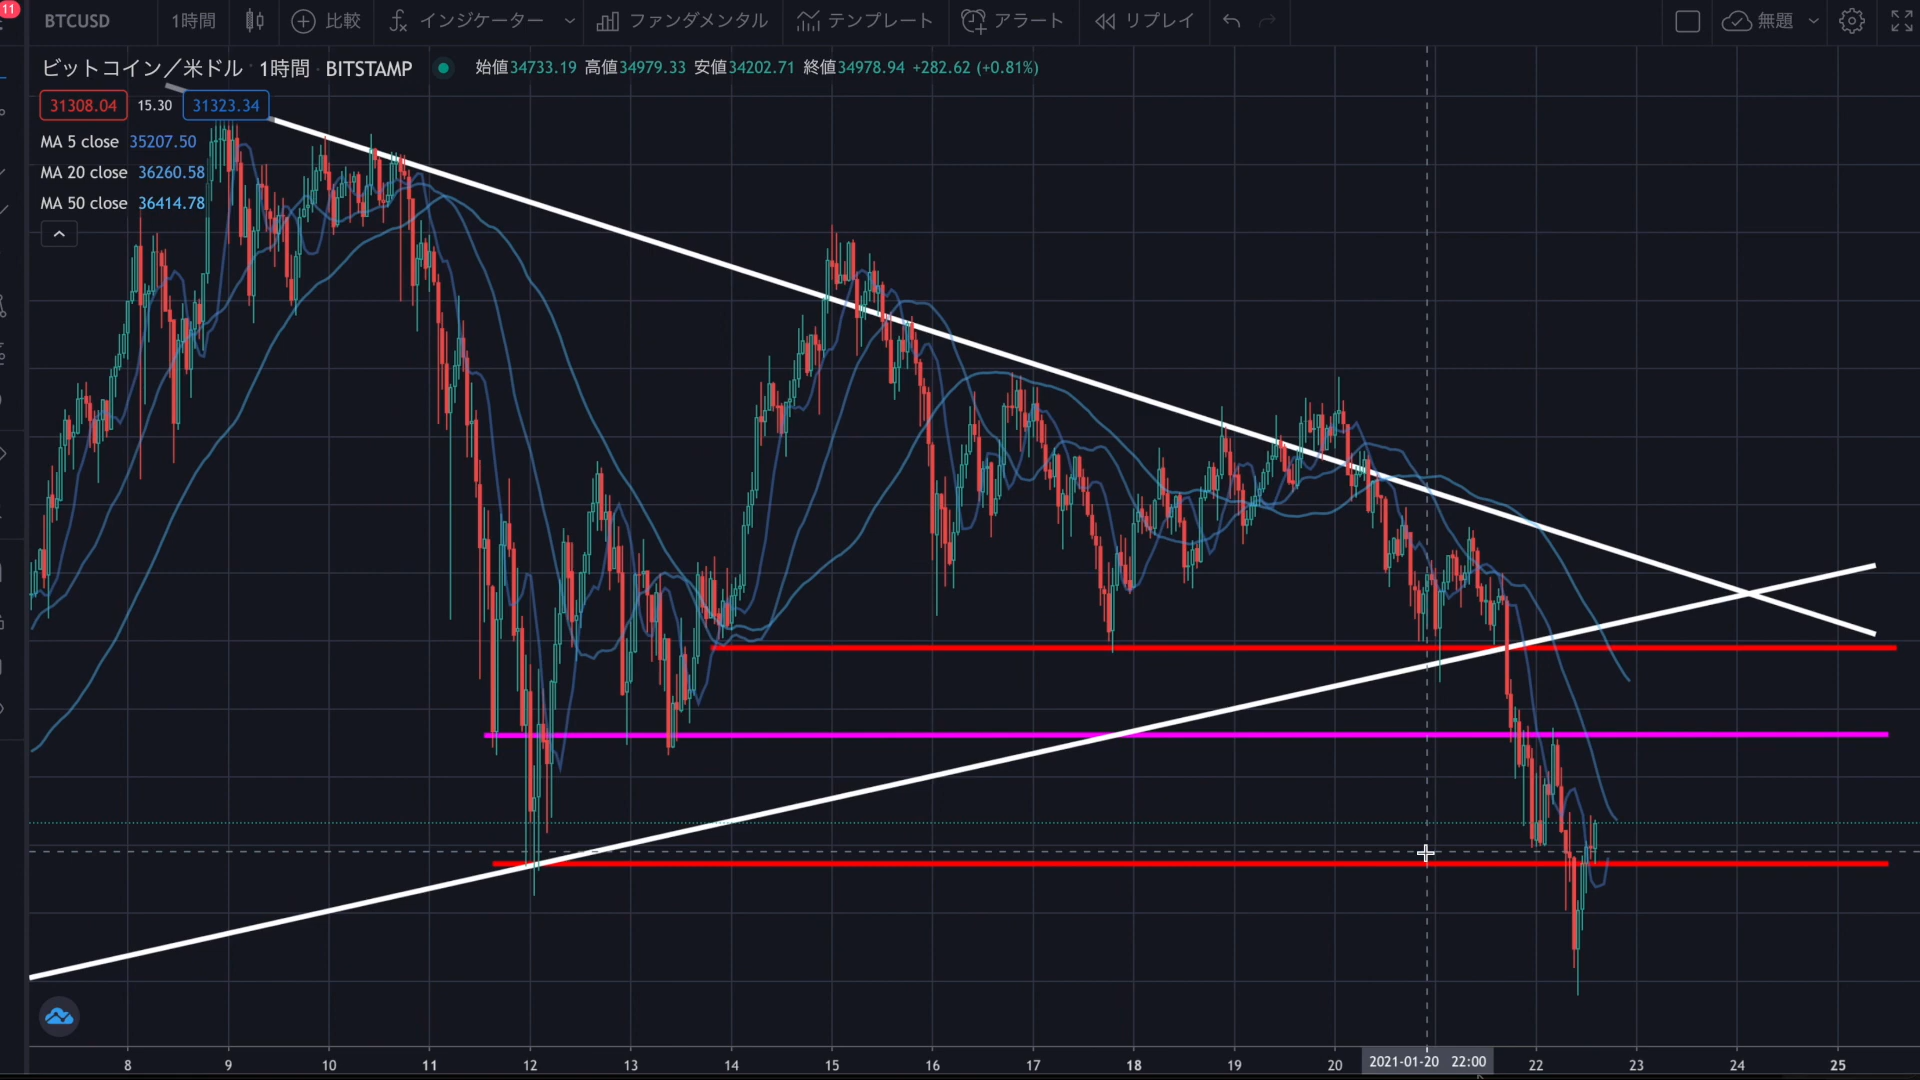 11
BTCUSD 1時間 比較 fx インジケーター ファンダメンタル テンプレート アラート リプレイ 無題
ビットコイン／米ドル · 1時間 · BITSTAMP 始値34733.19 高値34979.33 安値34202.71 終値34978.94 +282.62 (+0.81%)
31308.04 15.30 31323.34
MA 5 close 35207.50
MA 20 close 36260.58
MA 50 close 36414.78
8 9 10 11 12 13 14 15 16 17 18 19 20 2021-01-20 22:00 22 23 24 25